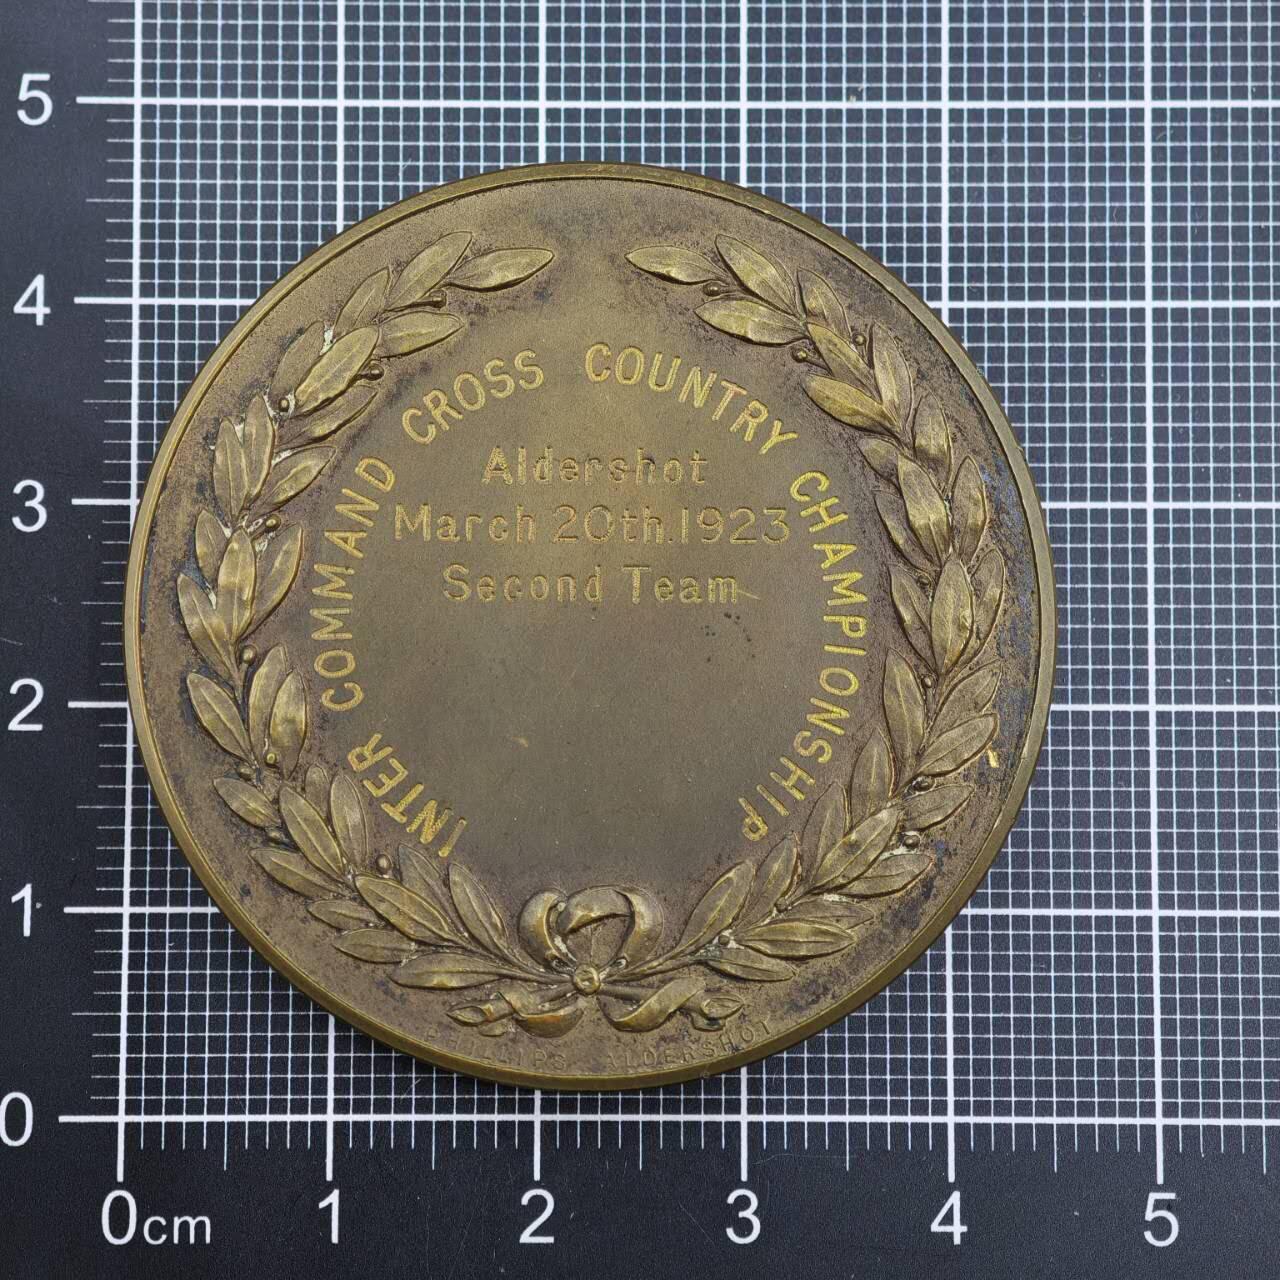 INTER COMMAND CROSS COUNTRY CHAMPIONSHIP
Aldershot
March 20th.1923
Second Team
PHILLIPS ALDERSHOT
5
4
3
2
1
0
0cm 1 2 3 4 5